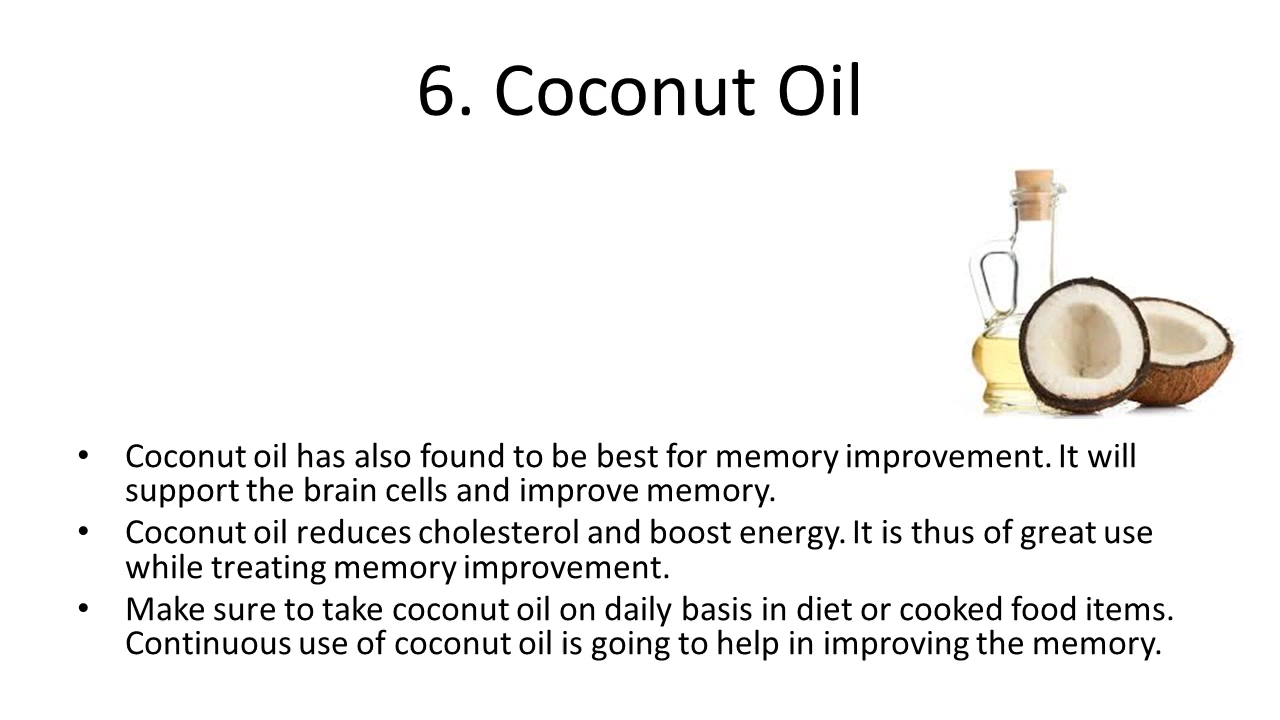 6. Coconut Oil
• Coconut oil has also found to be best for memory improvement. It will
support the brain cells and improve memory.
• Coconut oil reduces cholesterol and boost energy. It is thus of great use
while treating memory improvement.
• Make sure to take coconut oil on daily basis in diet or cooked food items.
Continuous use of coconut oil is going to help in improving the memory.